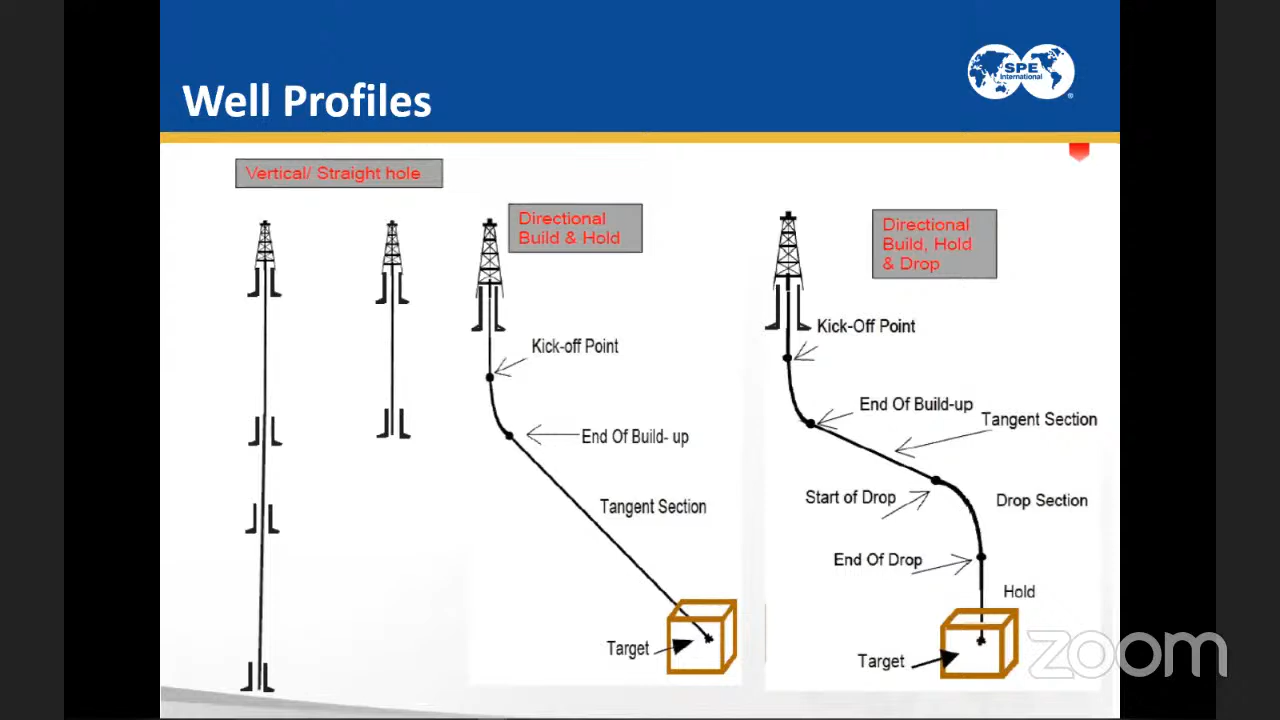 Well Profiles
SPE
International
®
Vertical/ Straight hole
Directional
Build & Hold
Directional
Build, Hold
& Drop
Kick-off Point
End Of Build- up
Tangent Section
Target
Kick-Off Point
End Of Build-up
Tangent Section
Start of Drop
Drop Section
End Of Drop
Hold
Target
zoom